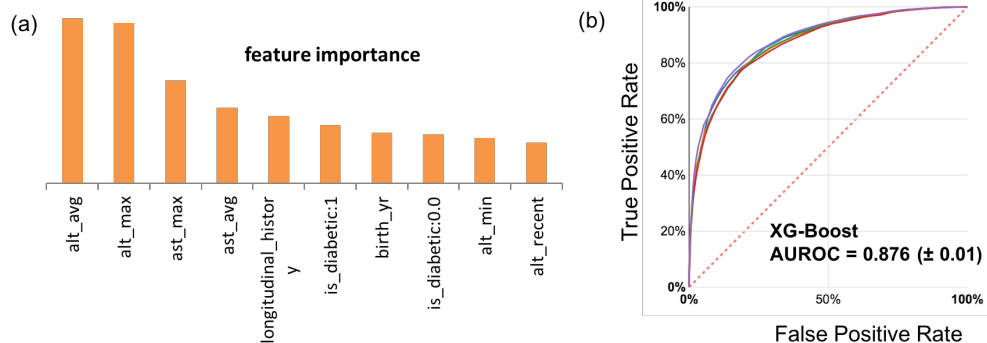 (a)
feature importance
alt_avg
alt_max
ast_max
ast_avg
longitudinal_histor
y
is_diabetic:1
birth_yr
is_diabetic:0.0
alt_min
alt_recent
(b)
True Positive Rate
100%
80%
60%
40%
20%
0%
XG-Boost
AUROC = 0.876 (± 0.01)
0%
50%
100%
False Positive Rate